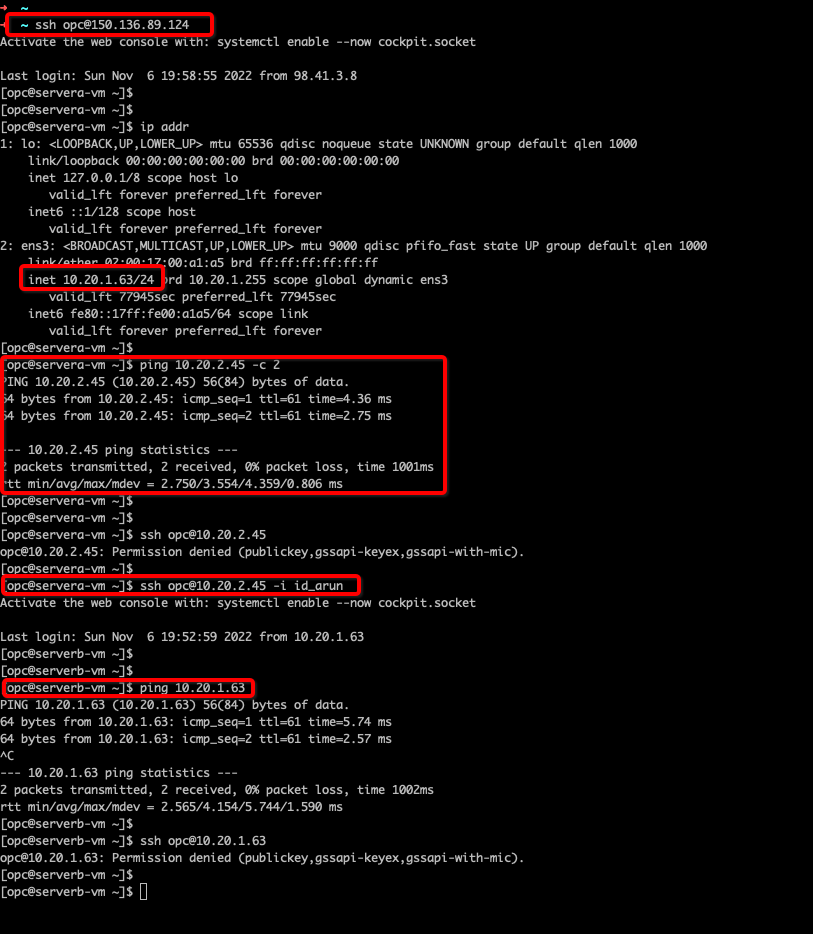 → ~
→ ~ ssh opc@150.136.89.124
Activate the web console with: systemctl enable --now cockpit.socket
Last login: Sun Nov  6 19:58:55 2022 from 98.41.3.8
[opc@servera-vm ~]$
[opc@servera-vm ~]$
[opc@servera-vm ~]$ ip addr
1: lo: <LOOPBACK,UP,LOWER_UP> mtu 65536 qdisc noqueue state UNKNOWN group default qlen 1000
    link/loopback 00:00:00:00:00:00 brd 00:00:00:00:00:00
    inet 127.0.0.1/8 scope host lo
       valid_lft forever preferred_lft forever
    inet6 ::1/128 scope host
       valid_lft forever preferred_lft forever
2: ens3: <BROADCAST,MULTICAST,UP,LOWER_UP> mtu 9000 qdisc pfifo_fast state UP group default qlen 1000
    link/ether 02:00:17:00:a1:a5 brd ff:ff:ff:ff:ff:ff
    inet 10.20.1.63/24 brd 10.20.1.255 scope global dynamic ens3
       valid_lft 77945sec preferred_lft 77945sec
    inet6 fe80::17ff:fe00:a1a5/64 scope link
       valid_lft forever preferred_lft forever
[opc@servera-vm ~]$
[opc@servera-vm ~]$ ping 10.20.2.45 -c 2
PING 10.20.2.45 (10.20.2.45) 56(84) bytes of data.
64 bytes from 10.20.2.45: icmp_seq=1 ttl=61 time=4.36 ms
64 bytes from 10.20.2.45: icmp_seq=2 ttl=61 time=2.75 ms
--- 10.20.2.45 ping statistics ---
2 packets transmitted, 2 received, 0% packet loss, time 1001ms
rtt min/avg/max/mdev = 2.750/3.554/4.359/0.806 ms
[opc@servera-vm ~]$
[opc@servera-vm ~]$
[opc@servera-vm ~]$ ssh opc@10.20.2.45
opc@10.20.2.45: Permission denied (publickey,gssapi-keyex,gssapi-with-mic).
[opc@servera-vm ~]$
[opc@servera-vm ~]$ ssh opc@10.20.2.45 -i id_arun
Activate the web console with: systemctl enable --now cockpit.socket
Last login: Sun Nov  6 19:52:59 2022 from 10.20.1.63
[opc@serverb-vm ~]$
[opc@serverb-vm ~]$
[opc@serverb-vm ~]$ ping 10.20.1.63
PING 10.20.1.63 (10.20.1.63) 56(84) bytes of data.
64 bytes from 10.20.1.63: icmp_seq=1 ttl=61 time=5.74 ms
64 bytes from 10.20.1.63: icmp_seq=2 ttl=61 time=2.57 ms
^C
--- 10.20.1.63 ping statistics ---
2 packets transmitted, 2 received, 0% packet loss, time 1002ms
rtt min/avg/max/mdev = 2.565/4.154/5.744/1.590 ms
[opc@serverb-vm ~]$
[opc@serverb-vm ~]$ ssh opc@10.20.1.63
opc@10.20.1.63: Permission denied (publickey,gssapi-keyex,gssapi-with-mic).
[opc@serverb-vm ~]$
[opc@serverb-vm ~]$